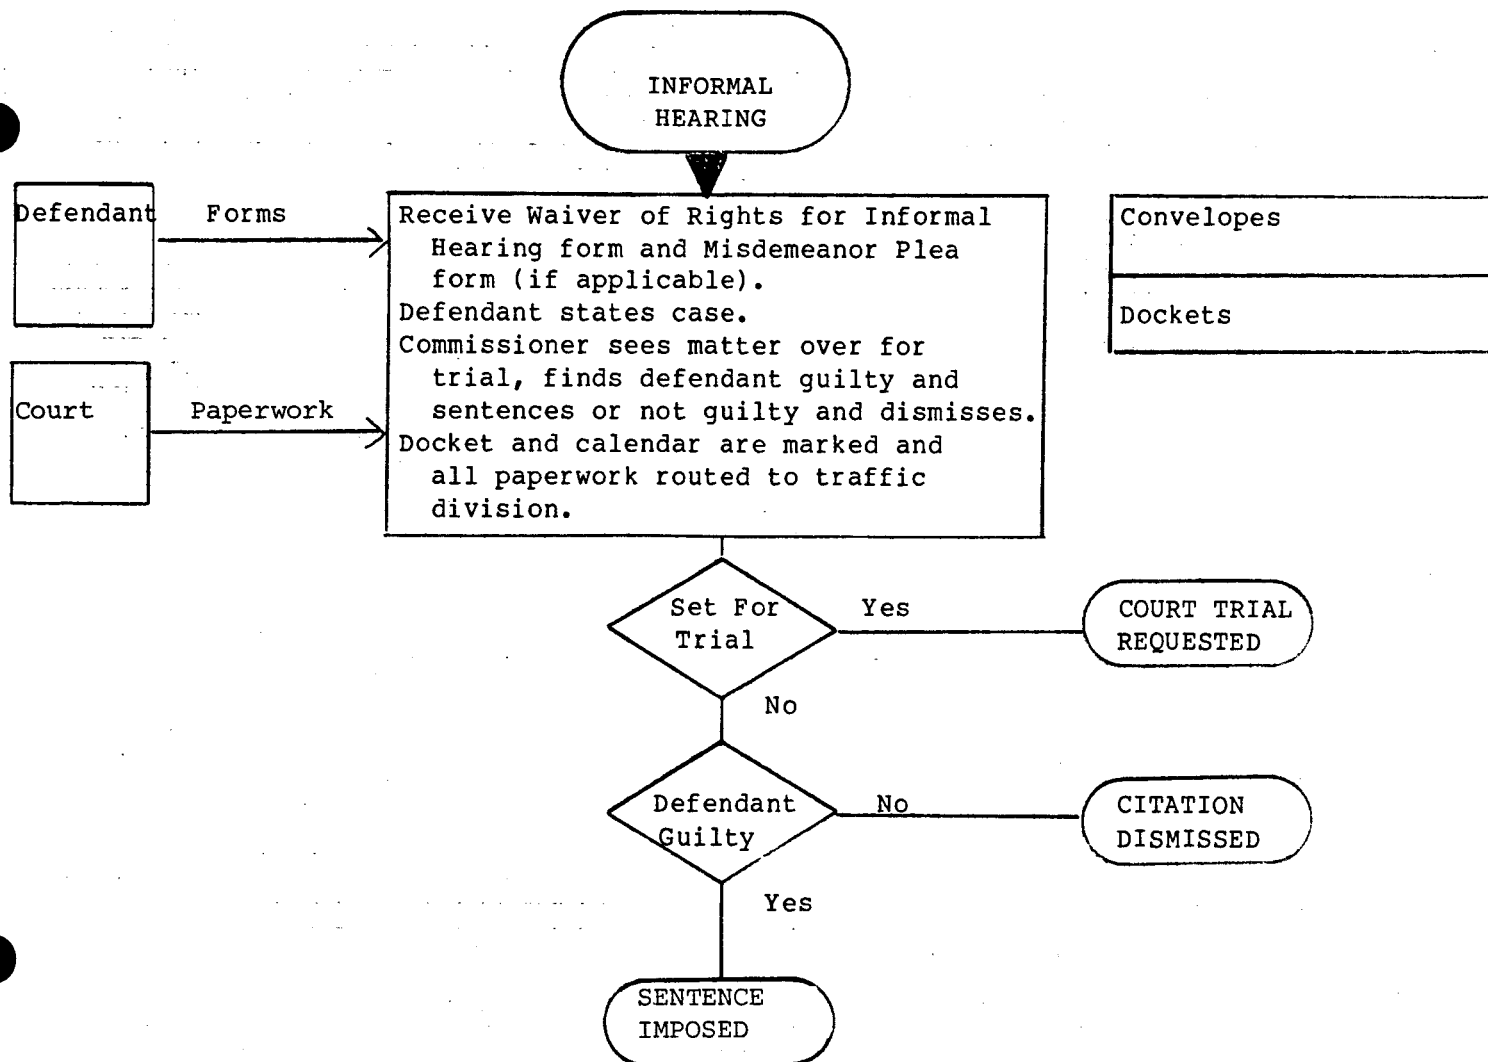 INFORMAL
HEARING
Defendant
Forms
Receive Waiver of Rights for Informal
Hearing form and Misdemeanor Plea
form (if applicable).
Defendant states case.
Commissioner sees matter over for
trial, finds defendant guilty and
sentences or not guilty and dismisses.
Docket and calendar are marked and
all paperwork routed to traffic
division.
Court
Paperwork
Convelopes
Dockets
Set For
Trial
Yes
COURT TRIAL
REQUESTED
No
Defendant
Guilty
No
CITATION
DISMISSED
Yes
SENTENCE
IMPOSED